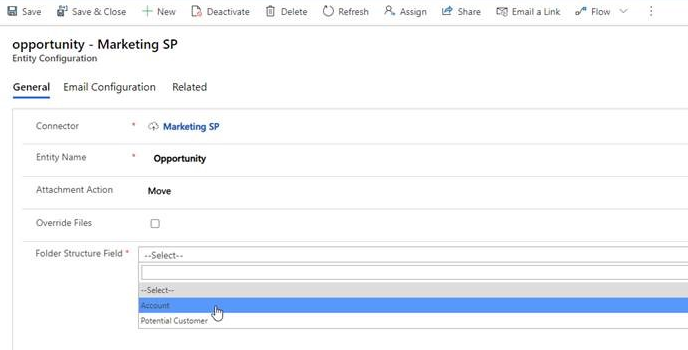 Save Save & Close New Deactivate Delete Refresh Assign Share Email a Link Flow
opportunity - Marketing SP
Entity Configuration
General Email Configuration Related
Connector * Marketing SP
Entity Name * Opportunity
Attachment Action Move
Override Files
Folder Structure Field * --Select--
--Select--
Account
Potential Customer